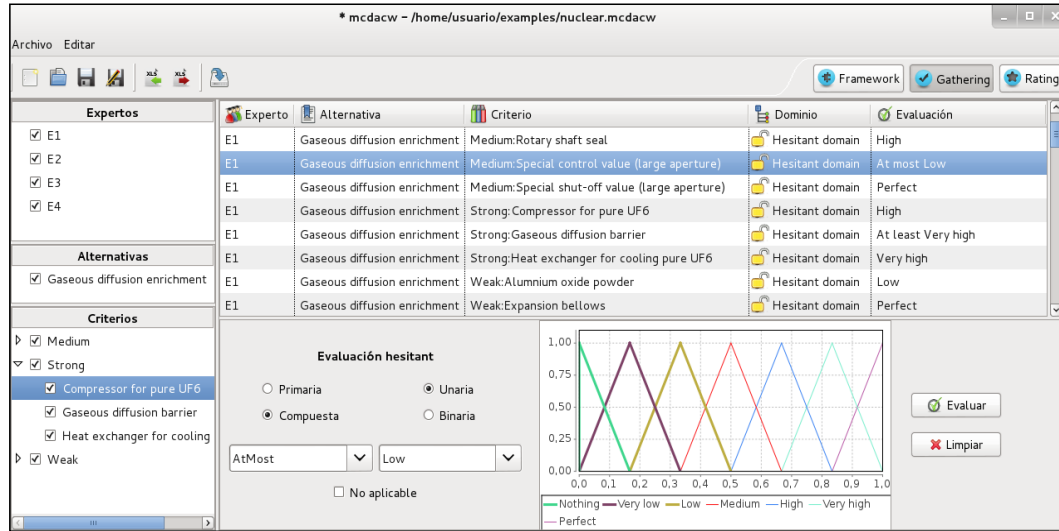 * mcdacw – /home/usuario/examples/nuclear.mcdacw
Archivo Editar
XLS XLS Framework Gathering Rating
Expertos
E1
E2
E3
E4
Alternativas
Gaseous diffusion enrichment
Criterios
Medium
Strong
Compressor for pure UF6
Gaseous diffusion barrier
Heat exchanger for cooling
Weak
Experto Alternativa Criterio Dominio Evaluación
E1 Gaseous diffusion enrichment Medium:Rotary shaft seal Hesitant domain High
E1 Gaseous diffusion enrichment Medium:Special control value (large aperture) Hesitant domain At most Low
E1 Gaseous diffusion enrichment Medium:Special shut-off value (large aperture) Hesitant domain Perfect
E1 Gaseous diffusion enrichment Strong:Compressor for pure UF6 Hesitant domain High
E1 Gaseous diffusion enrichment Strong:Gaseous diffusion barrier Hesitant domain At least Very high
E1 Gaseous diffusion enrichment Strong:Heat exchanger for cooling pure UF6 Hesitant domain Very high
E1 Gaseous diffusion enrichment Weak:Alumnium oxide powder Hesitant domain Low
E1 Gaseous diffusion enrichment Weak:Expansion bellows Hesitant domain Perfect
Evaluación hesitant
Primaria Unaria
Compuesta Binaria
AtMost Low
No aplicable
1,00
0,75
0,50
0,25
0,00
0,0 0,1 0,2 0,3 0,4 0,5 0,6 0,7 0,8 0,9 1,0
Nothing Very low Low Medium High Very high
Perfect
Evaluar
Limpiar